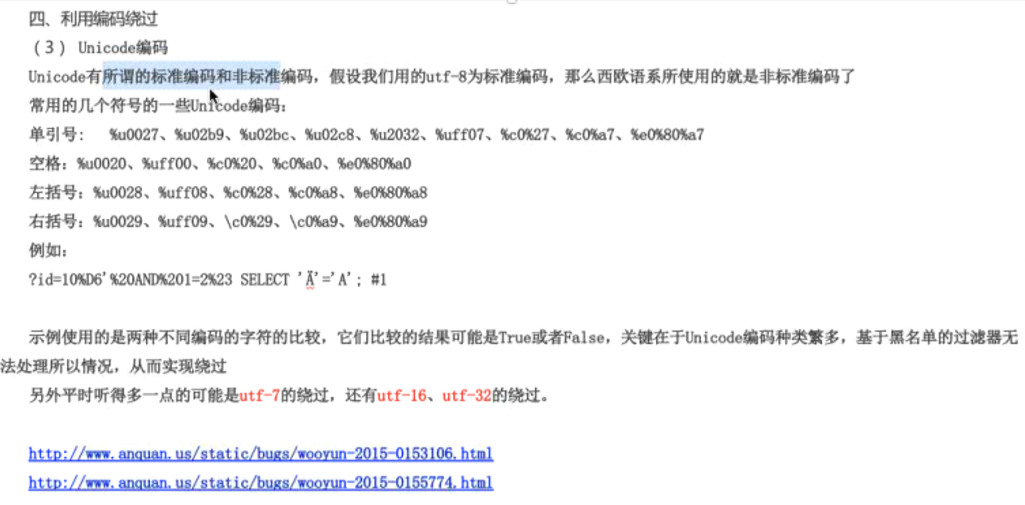 四、利用编码绕过
（3） Unicode编码
Unicode有所谓的标准编码和非标准编码，假设我们用的utf-8为标准编码，那么西欧语系所使用的就是非标准编码了
常用的几个符号的一些Unicode编码：
单引号： %u0027、%u02b9、%u02bc、%u02c8、%u2032、%uff07、%c0%27、%c0%a7、%e0%80%a7
空格：%u0020、%uff00、%c0%20、%c0%a0、%e0%80%a0
左括号：%u0028、%uff08、%c0%28、%c0%a8、%e0%80%a8
右括号：%u0029、%uff09、\c0%29、\c0%a9、%e0%80%a9
例如：
?id=10%D6'%20AND%201=2%23 SELECT 'Ä'='A'; #1
示例使用的是两种不同编码的字符的比较，它们比较的结果可能是True或者False，关键在于Unicode编码种类繁多，基于黑名单的过滤器无
法处理所以情况，从而实现绕过
另外平时听得多一点的可能是utf-7的绕过，还有utf-16、utf-32的绕过。
http://www.anquan.us/static/bugs/wooyun-2015-0153106.html
http://www.anquan.us/static/bugs/wooyun-2015-0155774.html